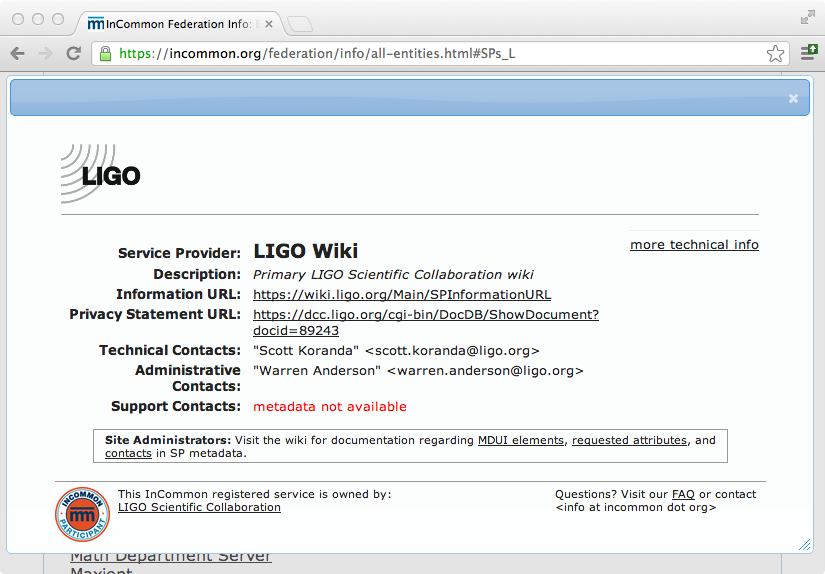 InCommon Federation Info:
https://incommon.org/federation/info/all-entities.html#SPs_L
LIGO
more technical info
Service Provider: LIGO Wiki
Description: Primary LIGO Scientific Collaboration wiki
Information URL: https://wiki.ligo.org/Main/SPInformationURL
Privacy Statement URL: https://dcc.ligo.org/cgi-bin/DocDB/ShowDocument?
docid=89243
Technical Contacts: "Scott Koranda" <scott.koranda@ligo.org>
Administrative "Warren Anderson" <warren.anderson@ligo.org>
Contacts:
Support Contacts: metadata not available
Site Administrators: Visit the wiki for documentation regarding MDUI elements, requested attributes, and
contacts in SP metadata.
INCOMMON
PARTICIPANT
This InCommon registered service is owned by:
LIGO Scientific Collaboration
Questions? Visit our FAQ or contact
<info at incommon dot org>
Math Department Server
Maxient